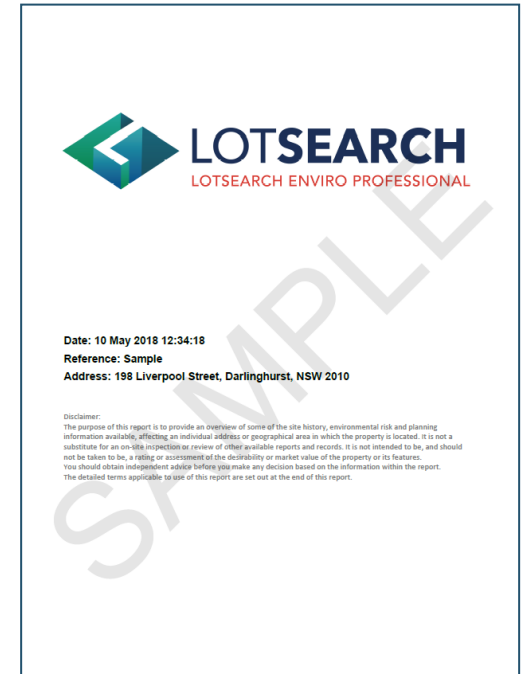 LOTSEARCH
LOTSEARCH ENVIRO PROFESSIONAL
Date: 10 May 2018 12:34:18
Reference: Sample
Address: 198 Liverpool Street, Darlinghurst, NSW 2010
Disclaimer:
The purpose of this report is to provide an overview of some of the site history, environmental risk and planning
information available, affecting an individual address or geographical area in which the property is located. It is not a
substitute for an on-site inspection or review of other available reports and records. It is not intended to be, and should
not be taken to be, a rating or assessment of the desirability or market value of the property or its features.
You should obtain independent advice before you make any decision based on the information within the report.
The detailed terms applicable to use of this report are set out at the end of this report.
SAMPLE